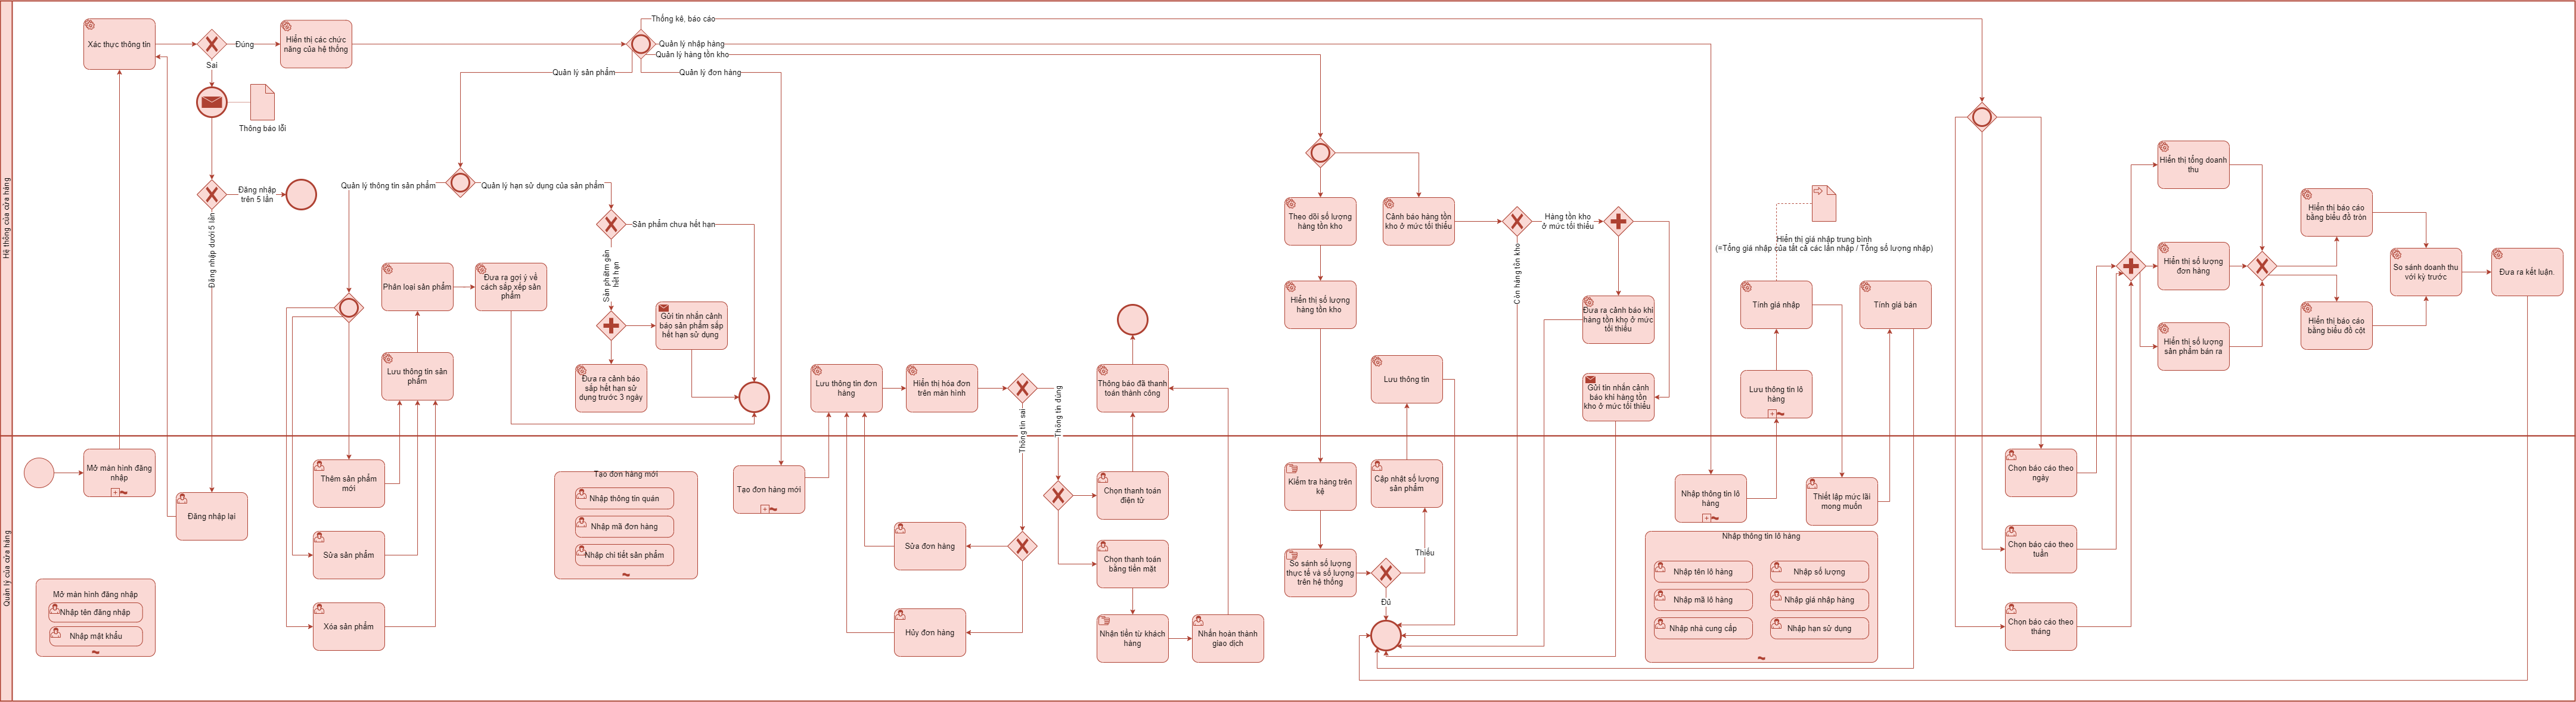 Hệ thống của cửa hàng
Xác thực thông tin
Đúng
Hiển thị các chức
năng của hệ thống
Sai
Thông báo lỗi
Đăng nhập
trên 5 lần
Đăng nhập dưới 5 lần
Thống kê, báo cáo
Quản lý nhập hàng
Quản lý hàng tồn kho
Quản lý sản phẩm
Quản lý đơn hàng
Quản lý thông tin sản phẩm
Quản lý hạn sử dụng của sản phẩm
Sản phẩm chưa hết hạn
Sản phẩm gần
hết hạn
Phân loại sản phẩm
Đưa ra gợi ý về
cách sắp xếp sản
phẩm
Lưu thông tin sản
phẩm
Gửi tin nhắn cảnh
báo sản phẩm sắp
hết hạn sử dụng
Đưa ra cảnh báo
sắp hết hạn sử
dụng trước 3 ngày
Lưu thông tin đơn
hàng
Hiển thị hóa đơn
trên màn hình
Thông tin sai
Thông tin đúng
Thông báo đã thanh
toán thành công
Theo dõi số lượng
hàng tồn kho
Cảnh báo hàng tồn
kho ở mức tối thiểu
Hàng tồn kho
ở mức tối thiểu
Còn hàng tồn kho
Hiển thị số lượng
hàng tồn kho
Đưa ra cảnh báo khi
hàng tồn kho ở mức
tối thiểu
Lưu thông tin
Gửi tin nhắn cảnh
báo khi hàng tồn
kho ở mức tối thiểu
Hiển thị giá nhập trung bình
(=Tổng giá nhập của tất cả các lần nhập / Tổng số lượng nhập)
Tính giá nhập
Tính giá bán
Lưu thông tin lô
hàng
Hiển thị tổng doanh
thu
Hiển thị số lượng
đơn hàng
Hiển thị số lượng
sản phẩm bán ra
Hiển thị báo cáo
bằng biểu đồ tròn
Hiển thị báo cáo
bằng biểu đồ cột
So sánh doanh thu
với kỳ trước
Đưa ra kết luận.
Quản lý của cửa hàng
Mở màn hình đăng
nhập
Đăng nhập lại
Mở màn hình đăng nhập
Nhập tên đăng nhập
Nhập mật khẩu
Thêm sản phẩm
mới
Sửa sản phẩm
Xóa sản phẩm
Tạo đơn hàng mới
Nhập thông tin quán
Nhập mã đơn hàng
Nhập chi tiết sản phẩm
Tạo đơn hàng mới
Sửa đơn hàng
Hủy đơn hàng
Chọn thanh toán
điện tử
Chọn thanh toán
bằng tiền mặt
Nhận tiền từ khách
hàng
Nhấn hoàn thành
giao dịch
Kiểm tra hàng trên
kệ
So sánh số lượng
thực tế và số lượng
trên hệ thống
Cập nhật số lượng
sản phẩm
Thiếu
Đủ
Nhập thông tin lô
hàng
Thiết lập mức lãi
mong muốn
Nhập thông tin lô hàng
Nhập tên lô hàng
Nhập số lượng
Nhập mã lô hàng
Nhập giá nhập hàng
Nhập nhà cung cấp
Nhập hạn sử dụng
Chọn báo cáo theo
ngày
Chọn báo cáo theo
tuần
Chọn báo cáo theo
tháng